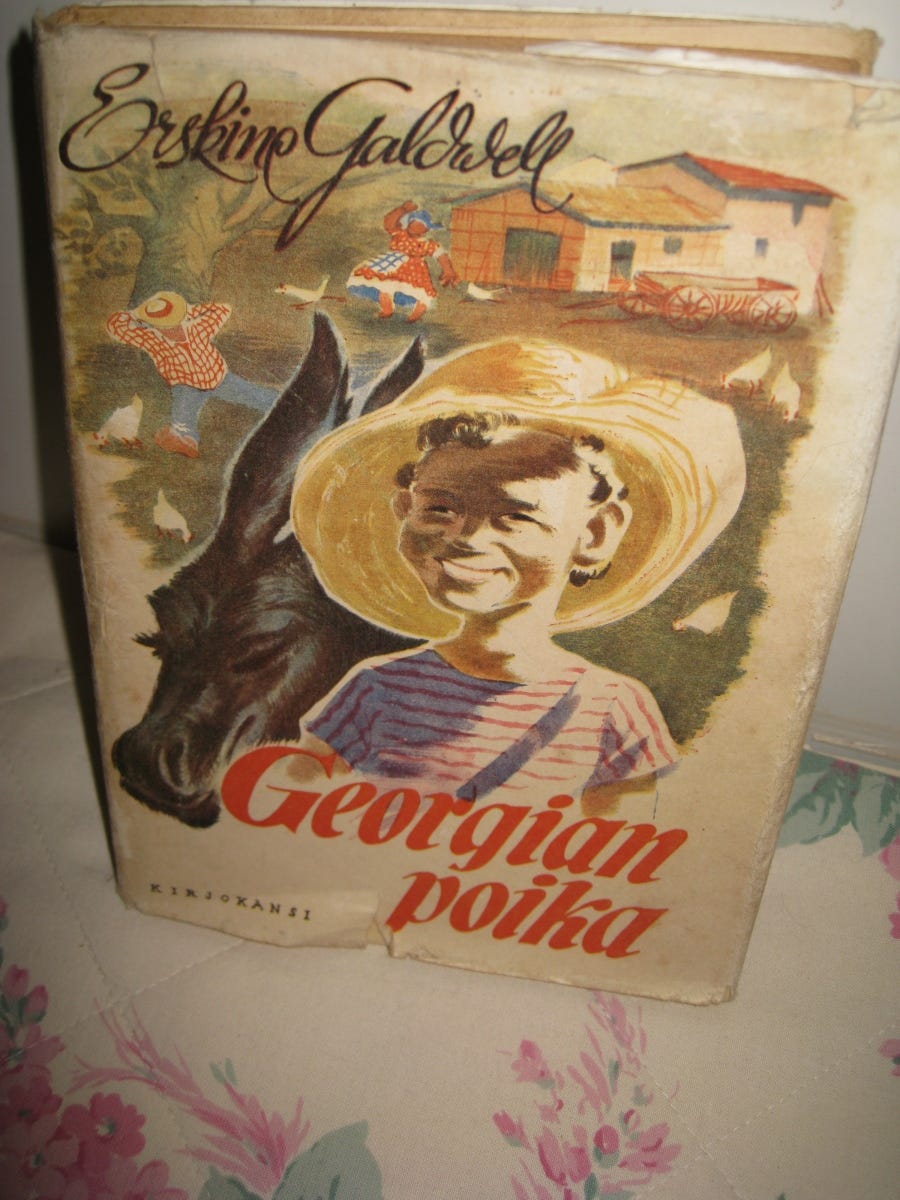 Erskine Caldwell
Georgian
poika
KIRJOKANSI